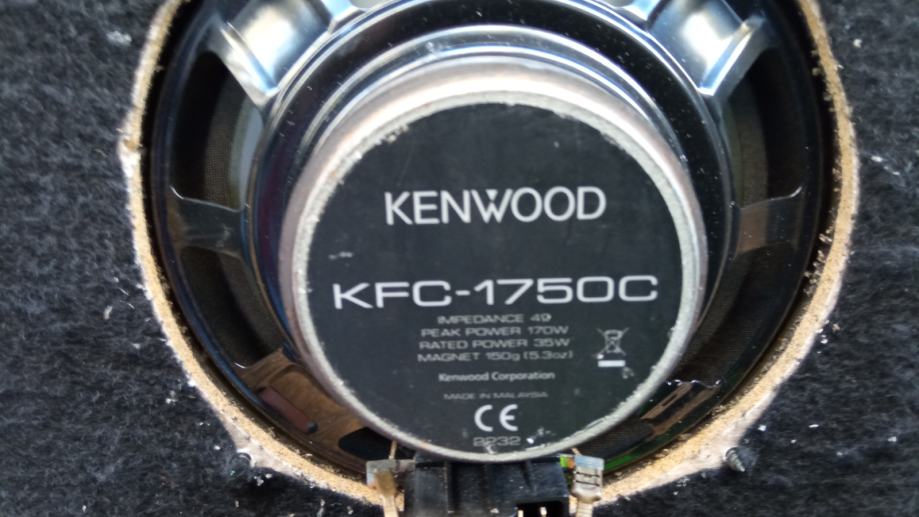 KENWOOD
KFC-1750C
IMPEDANCE 4Ω
PEAK POWER 170W
RATED POWER 35W
MAGNET 150g (5.3oz)
Kenwood Corporation
MADE IN MALAYSIA
CE
2232